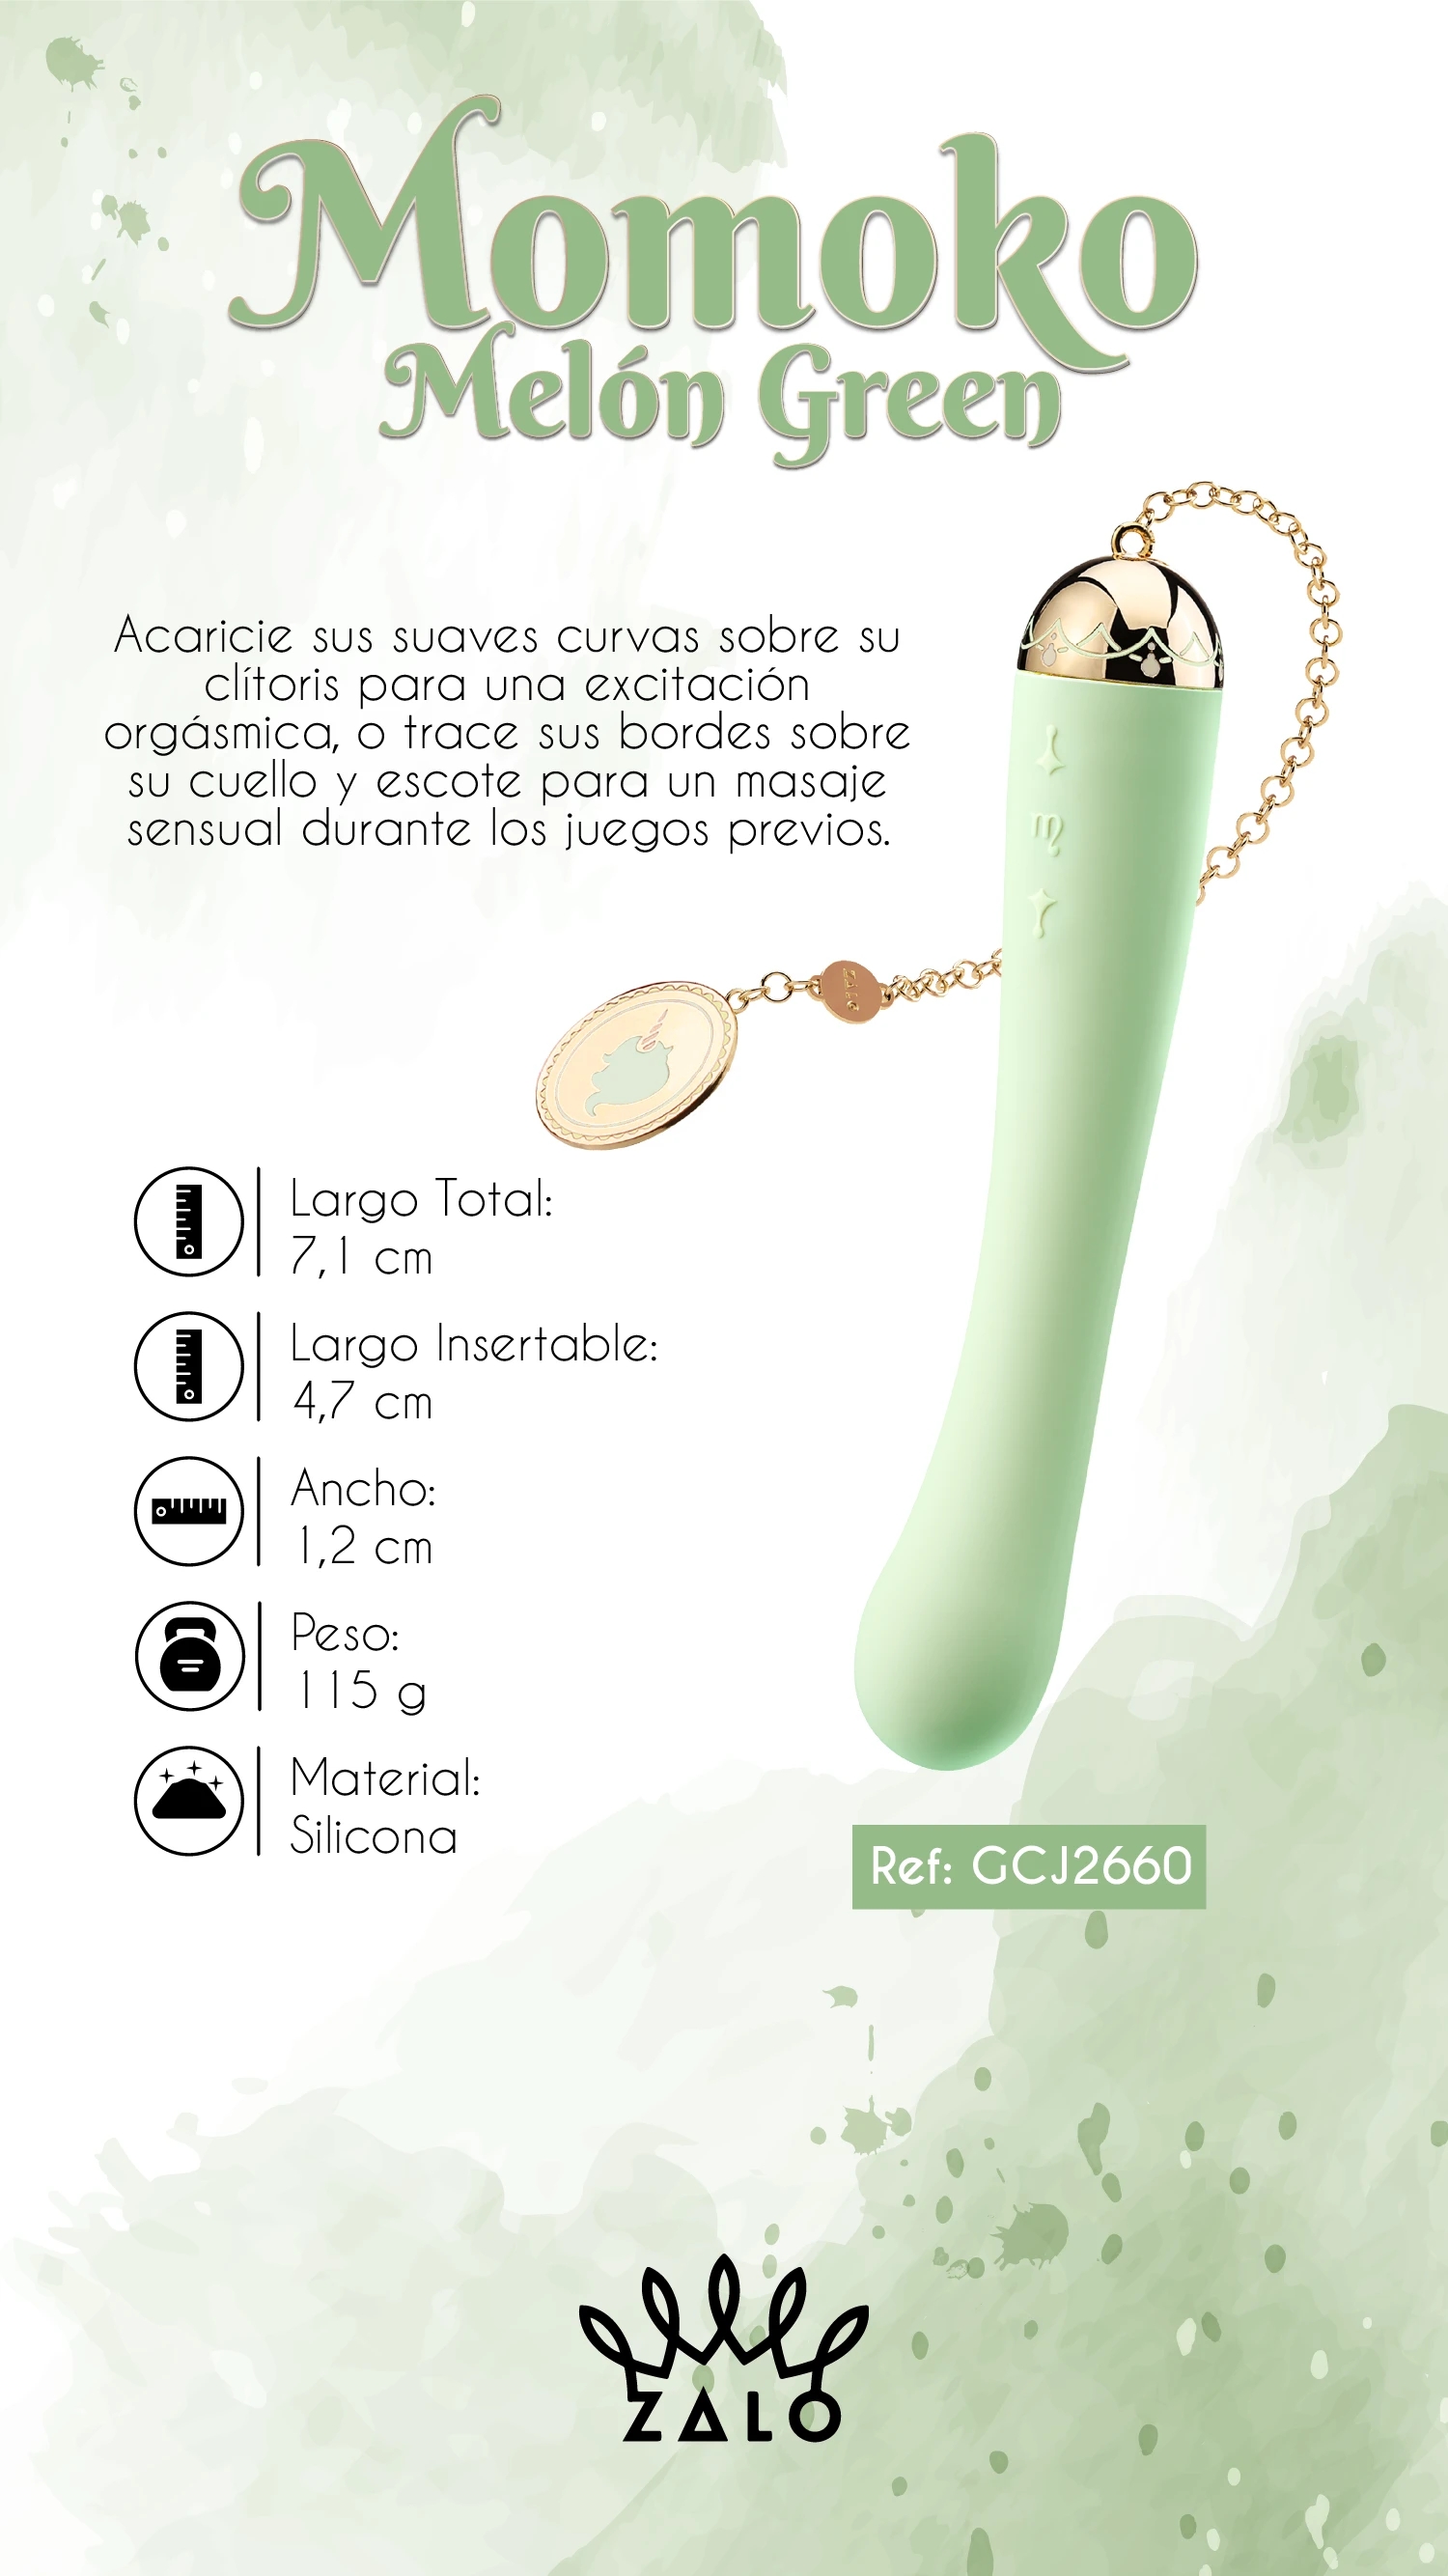 Momoko
Melón Green
Acaricie sus suaves curvas sobre su
clítoris para una excitación
orgásmica, o trace sus bordes sobre
su cuello y escote para un masaje
sensual durante los juegos previos.
Zalo
Largo Total:
7,1 cm
Largo Insertable:
4,7 cm
Ancho:
1,2 cm
Peso:
115 g
Material:
Silicona
Ref: GCJ2660
ZALO